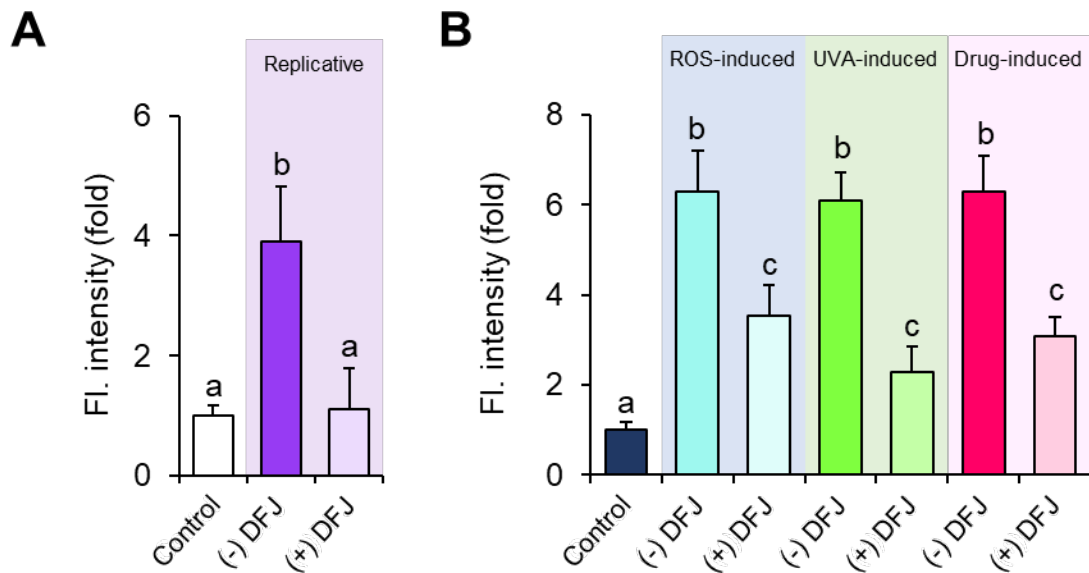 A
Replicative
Fl. intensity (fold)
6
4
2
0
a
b
a
Control
(-) DFJ
(+) DFJ
B
ROS-induced
UVA-induced
Drug-induced
Fl. intensity (fold)
8
6
4
2
0
a
b
c
b
c
b
c
Control
(-) DFJ
(+) DFJ
(-) DFJ
(+) DFJ
(-) DFJ
(+) DFJ